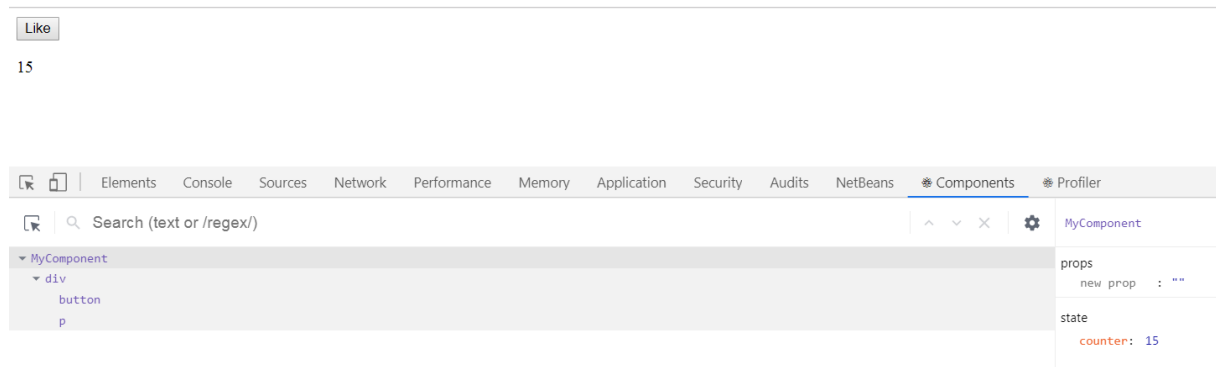 Like
15
Elements Console Sources Network Performance Memory Application Security Audits NetBeans Components Profiler
Search (text or /regex/)
MyComponent
MyComponent
div
button
p
props
new prop : ""
state
counter: 15